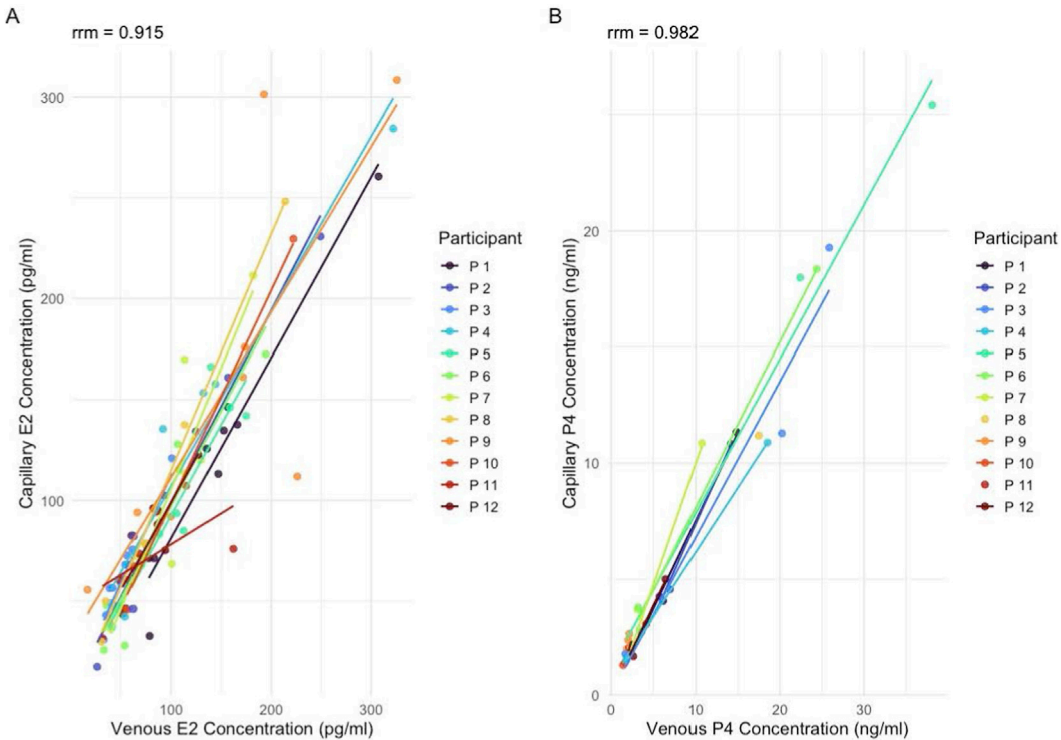 A
rrm = 0.915
300
200
100
Capillary E2 Concentration (pg/ml)
100
200
300
Venous E2 Concentration (pg/ml)
Participant
P 1
P 2
P 3
P 4
P 5
P 6
P 7
P 8
P 9
P 10
P 11
P 12
B
rrm = 0.982
20
10
0
Capillary P4 Concentration (ng/ml)
0
10
20
30
Venous P4 Concentration (ng/ml)
Participant
P 1
P 2
P 3
P 4
P 5
P 6
P 7
P 8
P 9
P 10
P 11
P 12